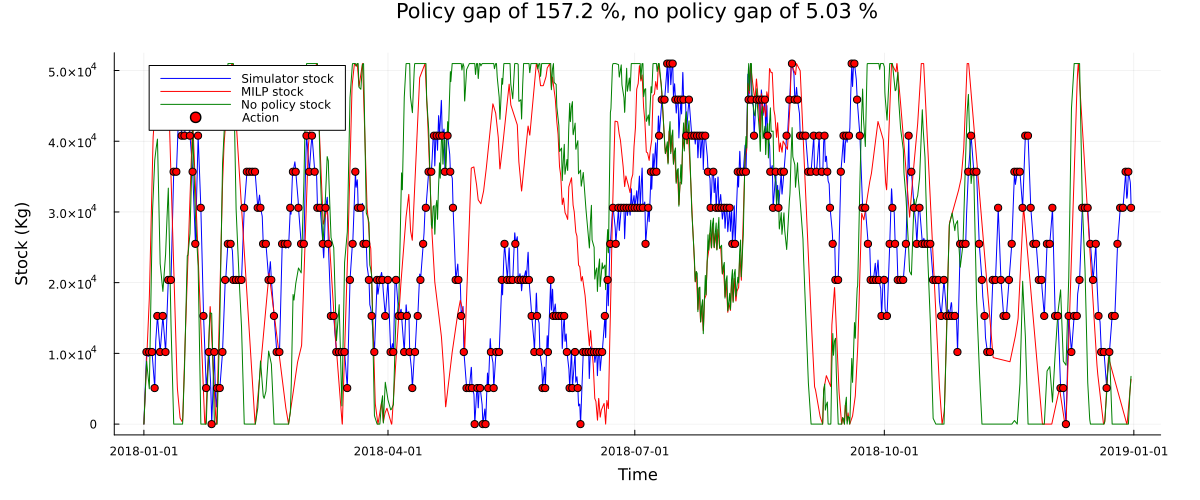 Policy gap of 157.2 %, no policy gap of 5.03 %
Stock (Kg)
5.0×10⁴
4.0×10⁴
3.0×10⁴
2.0×10⁴
1.0×10⁴
0
Simulator stock
MILP stock
No policy stock
Action
2018-01-01
2018-04-01
2018-07-01
2018-10-01
2019-01-01
Time